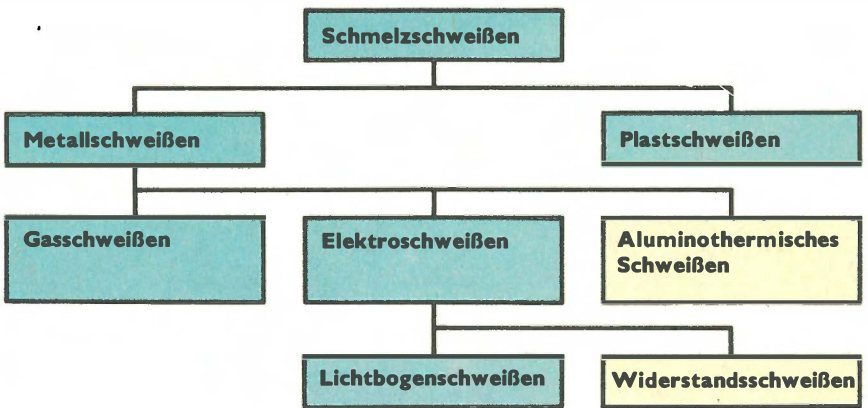 Schmelzschweißen
Metallschweißen
Plastschweißen
Gasschweißen
Elektroschweißen
Aluminothermisches
Schweißen
Lichtbogenschweißen
Widerstandsschweißen